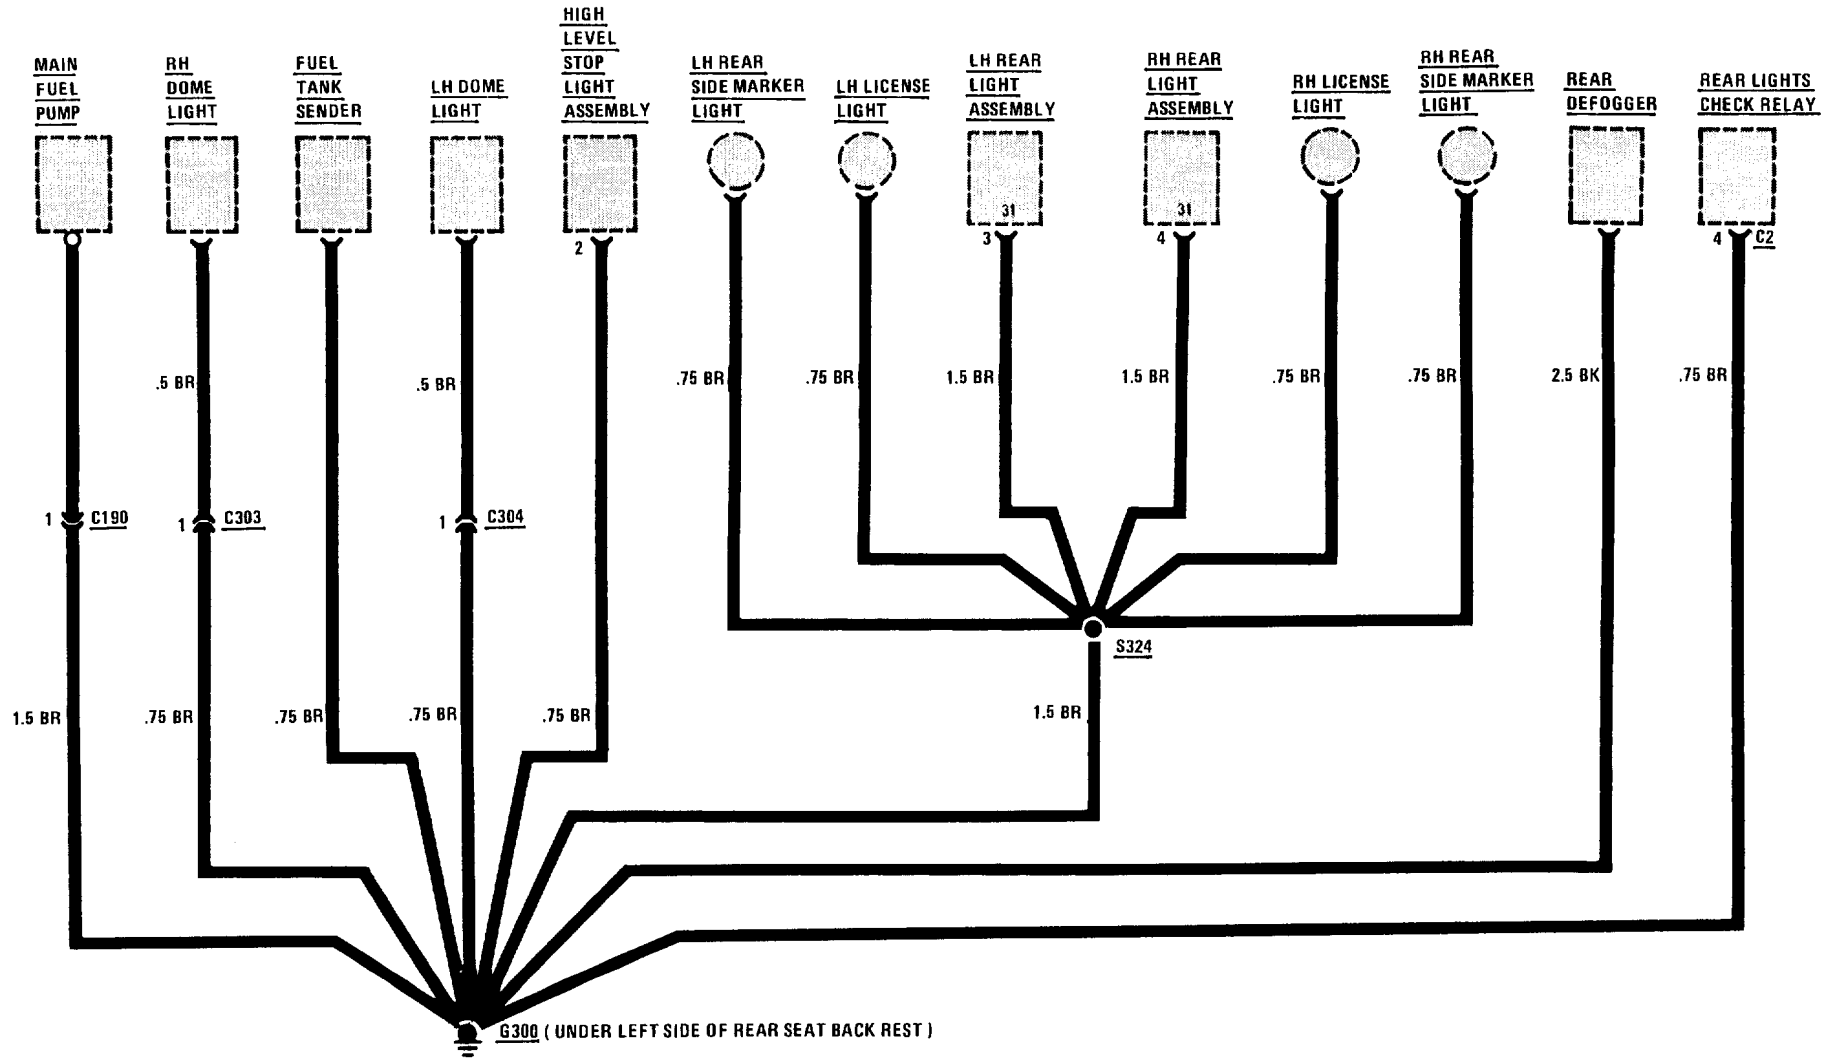 MAIN
FUEL
PUMP
RH
DOME
LIGHT
FUEL
TANK
SENDER
LH DOME
LIGHT
HIGH
LEVEL
STOP
LIGHT
ASSEMBLY
LH REAR
SIDE MARKER
LIGHT
LH LICENSE
LIGHT
LH REAR
LIGHT
ASSEMBLY
RH REAR
LIGHT
ASSEMBLY
RH LICENSE
LIGHT
RH REAR
SIDE MARKER
LIGHT
REAR
DEFOGGER
REAR LIGHTS
CHECK RELAY
31
31
2
3
4
4 C2
.5 BR
.5 BR
.75 BR
.75 BR
1.5 BR
1.5 BR
.75 BR
.75 BR
2.5 BK
.75 BR
1 C190
1 C303
1 C304
S324
1.5 BR
.75 BR
.75 BR
.75 BR
.75 BR
1.5 BR
G300 ( UNDER LEFT SIDE OF REAR SEAT BACK REST )